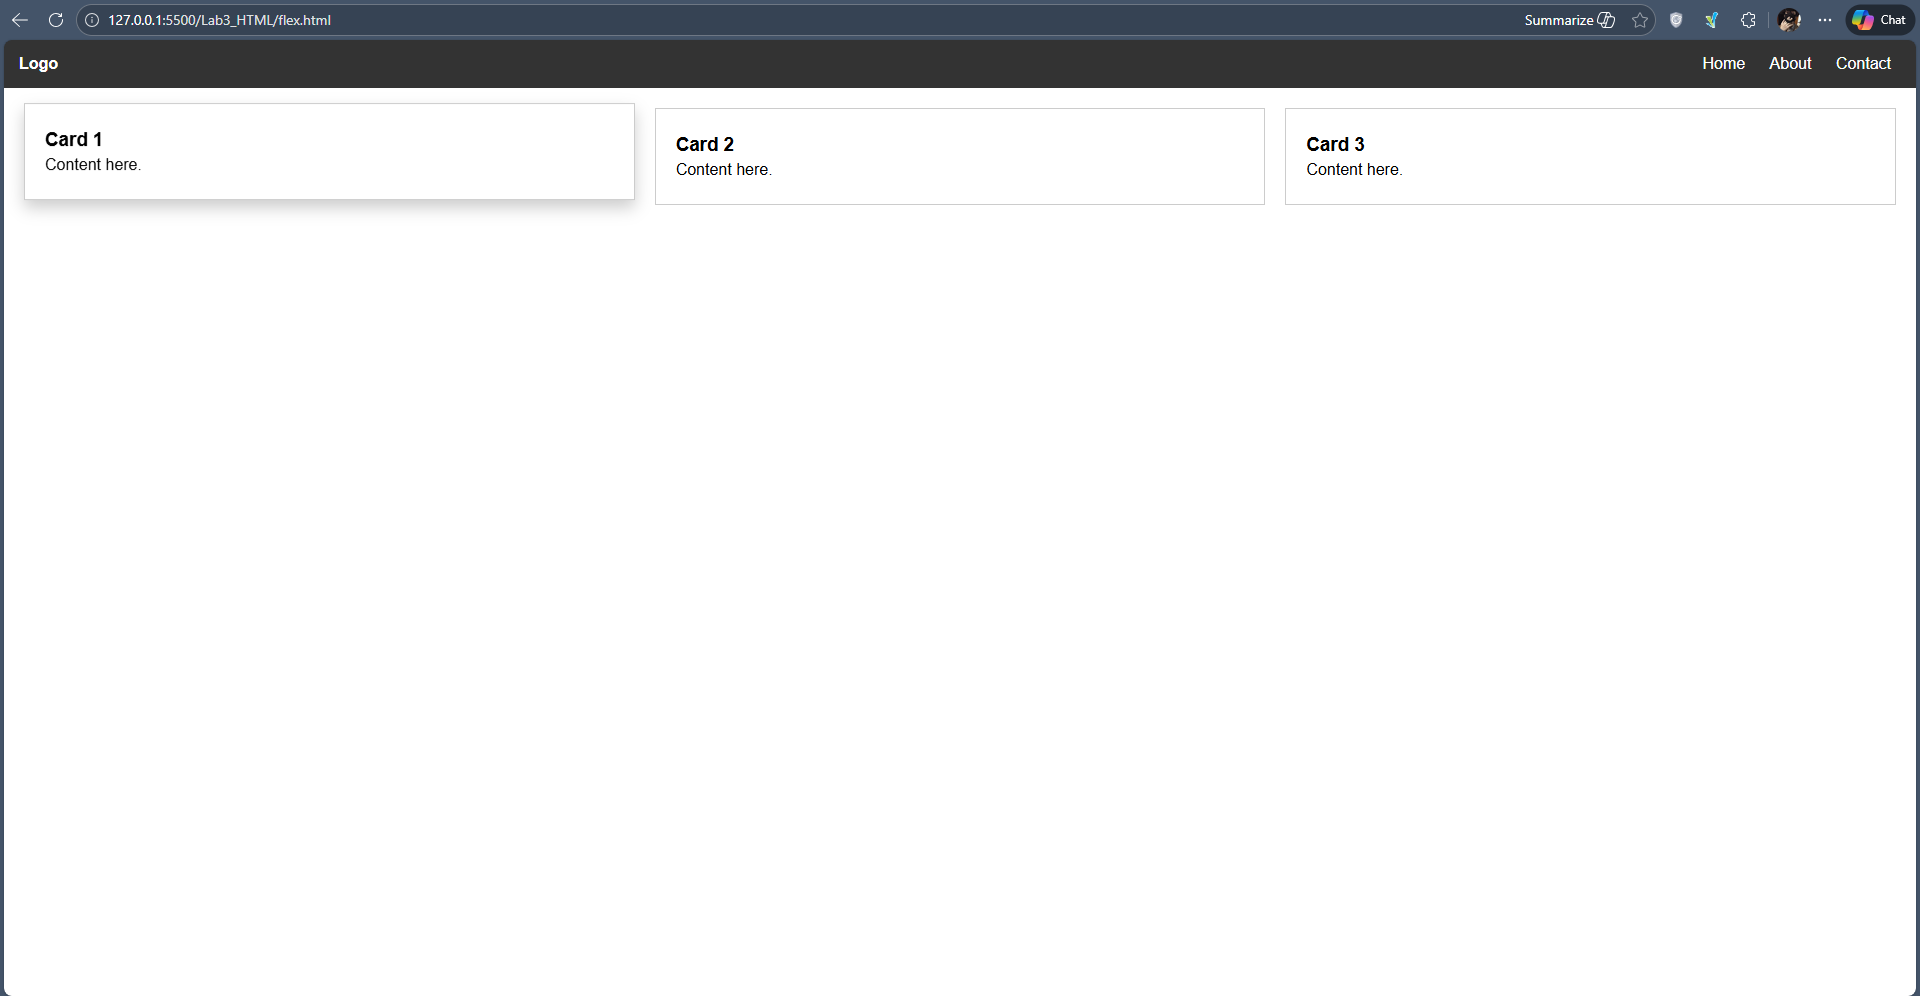 127.0.0.1:5500/Lab3_HTML/flex.html Summarize Chat
Logo Home About Contact
Card 1
Content here.
Card 2
Content here.
Card 3
Content here.